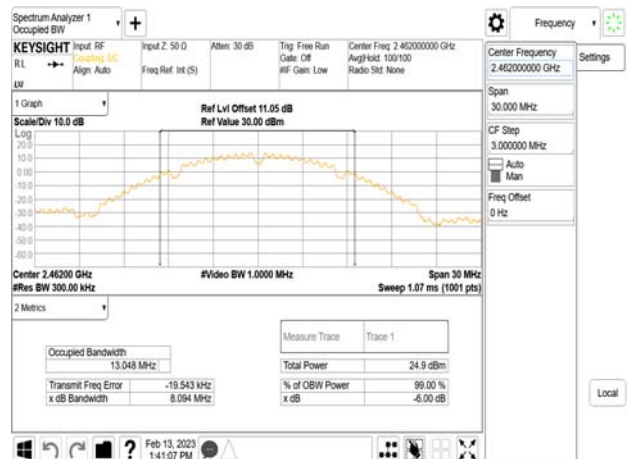 Spectrum Analyzer 1
Occupied BW
+
Frequency
KEYSIGHT
RL
Input: RF
Coupling: DC
Align: Auto
Input Z: 50 Ω
Freq Ref: Int (S)
Atten: 30 dB
Trig: Free Run
Gate: Off
#IF Gain: Low
Center Freq: 2.462000000 GHz
Avg|Hold: 100/100
Radio Std: None
Center Frequency
2.462000000 GHz
Settings
Span
30.000 MHz
CF Step
3.000000 MHz
Auto
Man
Freq Offset
0 Hz
1 Graph
Scale/Div 10.0 dB
Ref Lvl Offset 11.05 dB
Ref Value 30.00 dBm
Log
20.0
10.0
0.00
-10.0
-20.0
-30.0
-40.0
-50.0
-60.0
Center 2.46200 GHz
#Video BW 1.0000 MHz
Span 30 MHz
#Res BW 300.00 kHz
Sweep 1.07 ms (1001 pts)
2 Metrics
Measure Trace Trace 1
Occupied Bandwidth
13.048 MHz
Total Power 24.9 dBm
Transmit Freq Error -19.543 kHz
% of OBW Power 99.00 %
x dB Bandwidth 8.094 MHz
x dB -6.00 dB
Local
?
Feb 13, 2023
1:41:07 PM